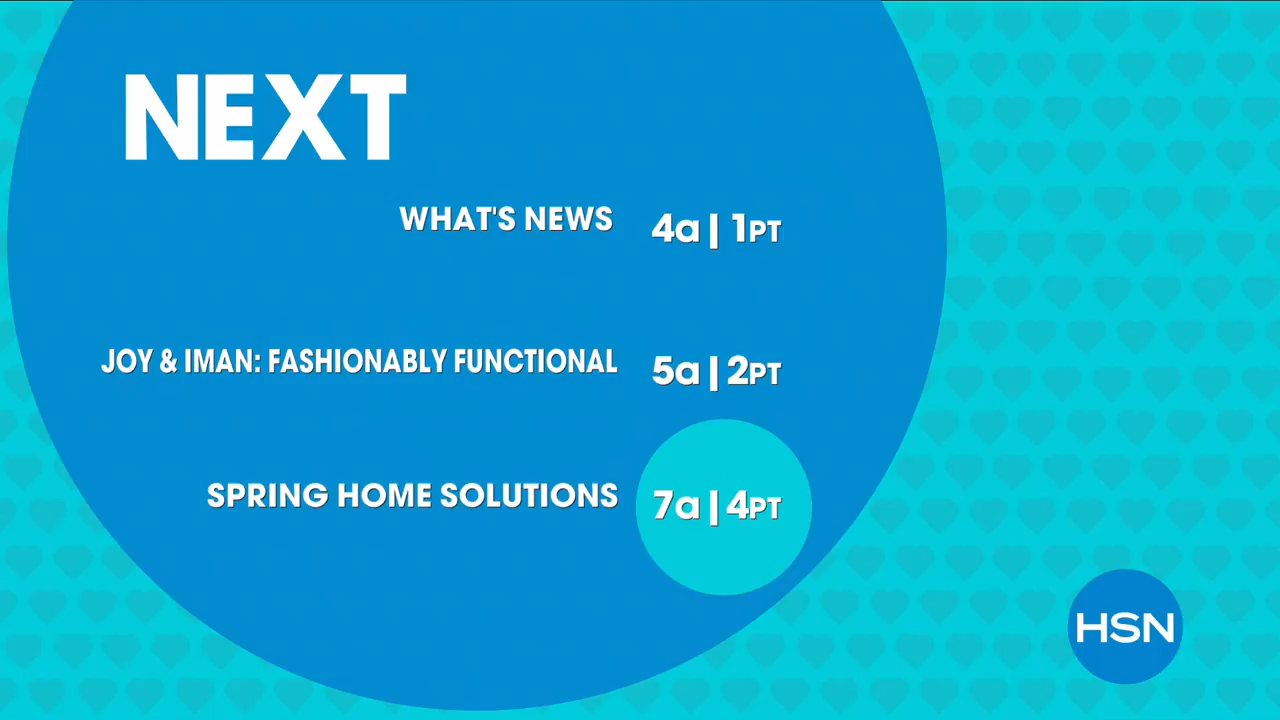 NEXT
WHAT'S NEWS 4a | 1PT
JOY & IMAN: FASHIONABLY FUNCTIONAL 5a | 2PT
SPRING HOME SOLUTIONS 7a | 4PT
HSN